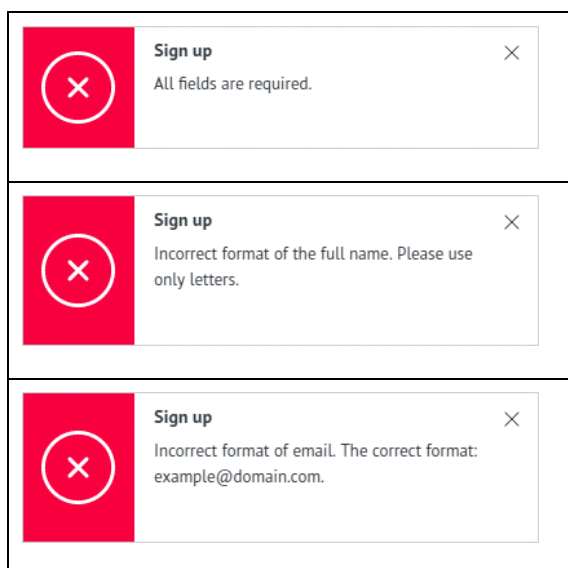 Sign up
All fields are required.
Sign up
Incorrect format of the full name. Please use
only letters.
Sign up
Incorrect format of email. The correct format:
example@domain.com.